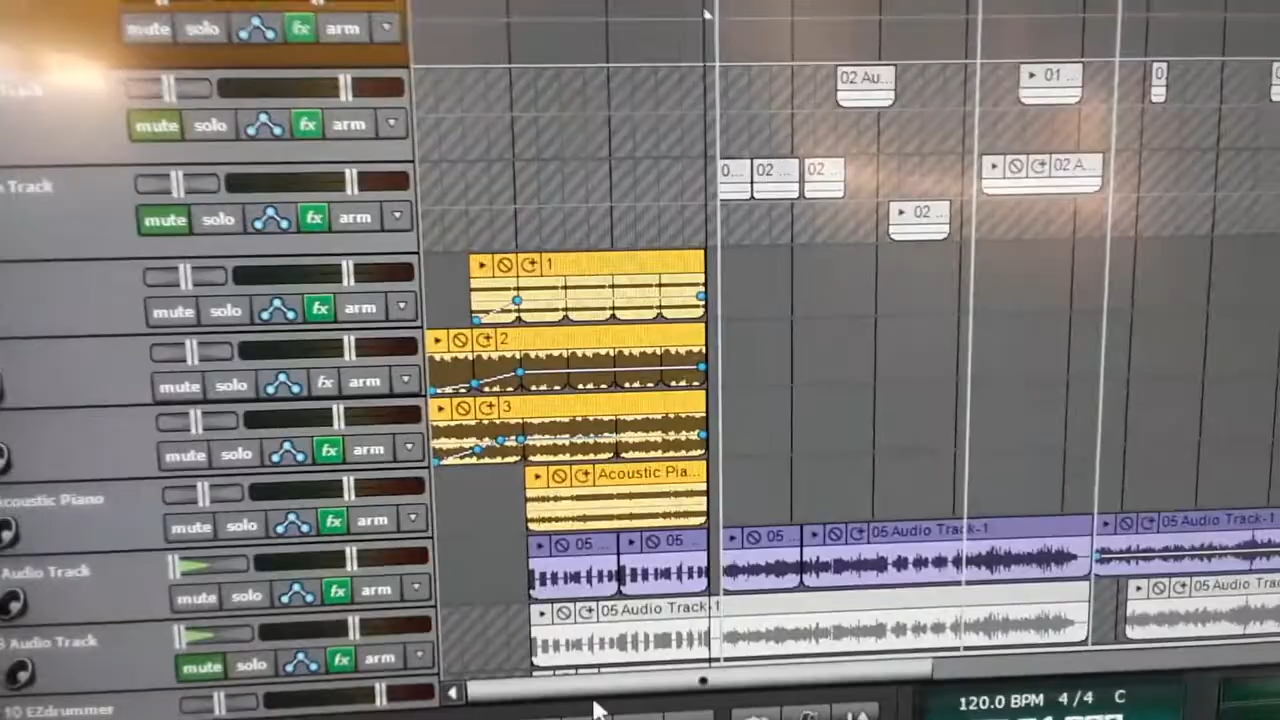 mute solo fx arm
02 Au... 01 ... 0.
mute solo fx arm
0... 02 ... 02 ... 02 A...
Track
mute solo fx arm
02 ...
1
mute solo fx arm
2
mute solo fx arm
3
mute solo fx arm
Acoustic Pia...
Acoustic Piano
mute solo fx arm
05 ... 05 ... 05 ... 05 Audio Track-1 05 Audio Track-1
Audio Track
mute solo fx arm
05 Audio Track-1 05 Audio Trac
Audio Track
mute solo fx arm
10 EZdrummer
120.0 BPM 4/4 C